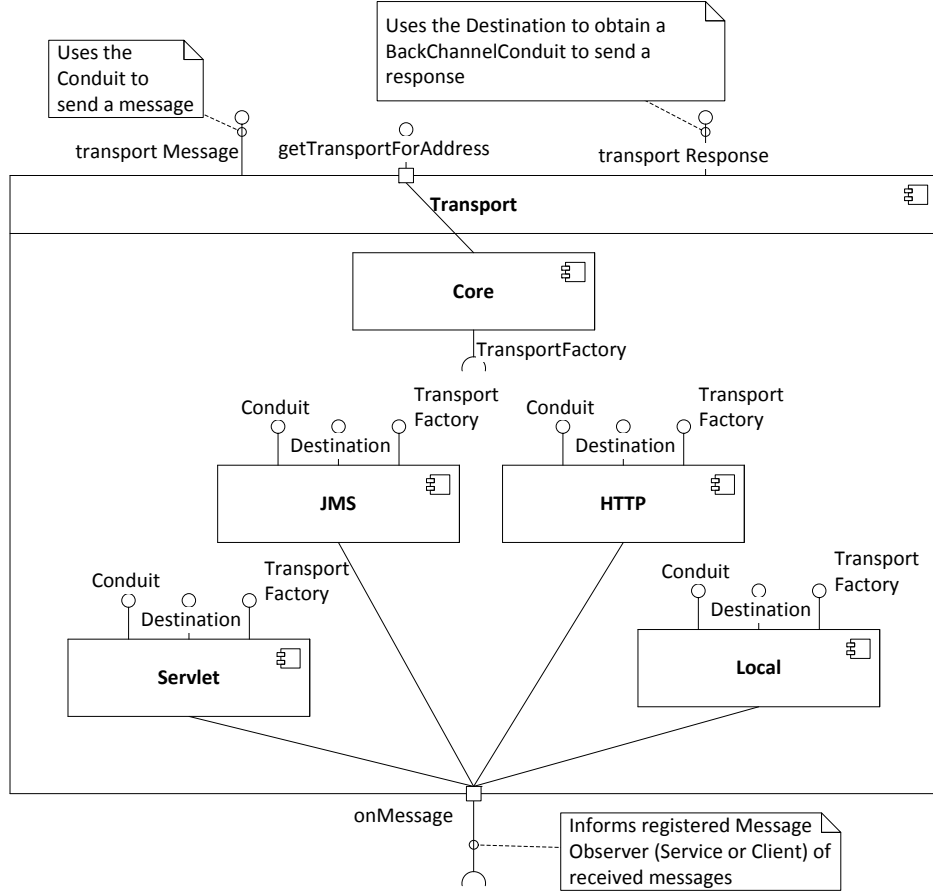 Uses the Destination to obtain a
BackChannelConduit to send a
response
Uses the
Conduit to
send a message
transport Message
getTransportForAddress
transport Response
Transport
Core
TransportFactory
Conduit
Destination
Transport
Factory
JMS
Conduit
Destination
Transport
Factory
HTTP
Conduit
Destination
Transport
Factory
Servlet
Conduit
Destination
Transport
Factory
Local
onMessage
Informs registered Message
Observer (Service or Client) of
received messages